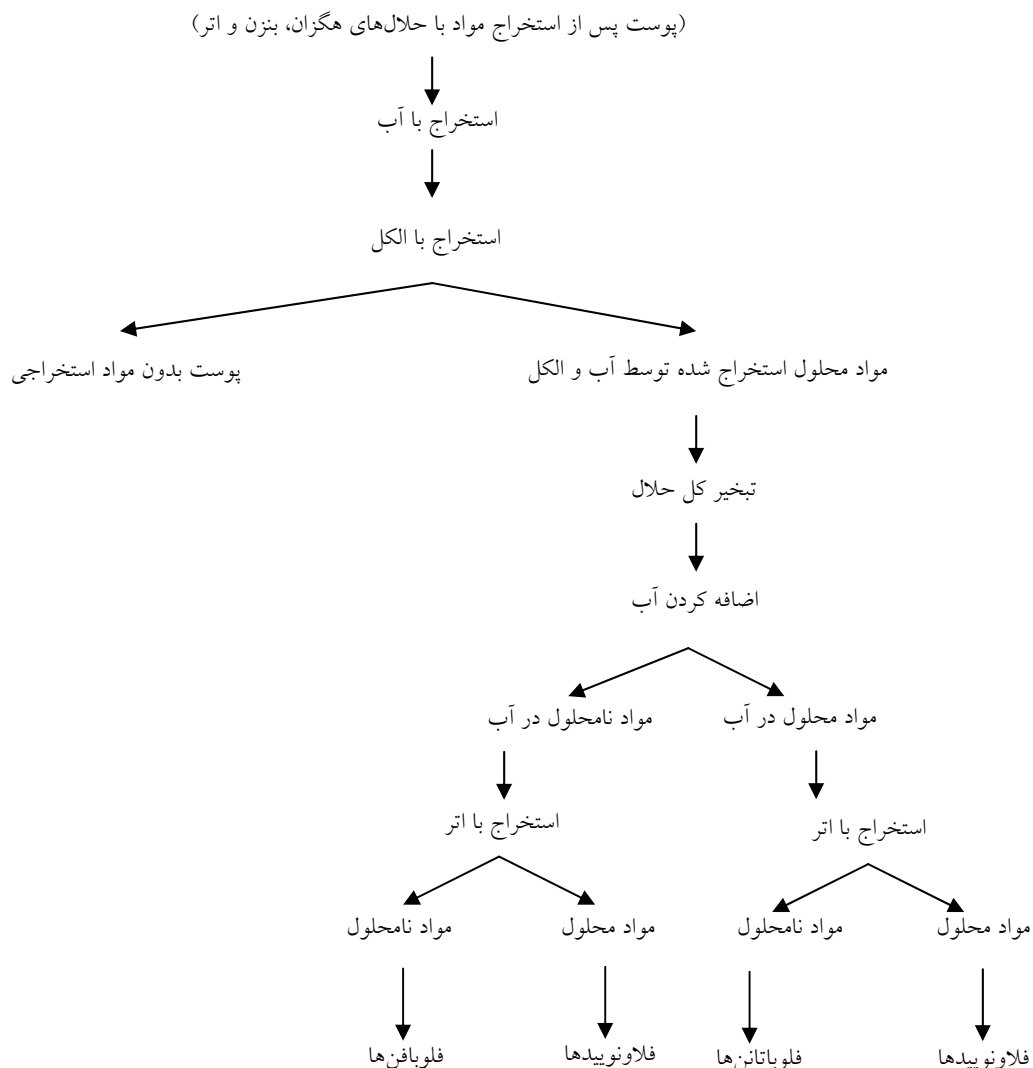 (پوست پس از استخراج مواد با حلال‌های هگزان، بنزن و اتر)
استخراج با آب
استخراج با الکل
مواد محلول استخراج شده توسط آب و الکل
پوست بدون مواد استخراجی
تبخیر کل حلال
اضافه کردن آب
مواد محلول در آب
مواد نامحلول در آب
استخراج با اتر
استخراج با اتر
مواد محلول
مواد نامحلول
مواد محلول
مواد نامحلول
فلاونوییدها
فلوباتانن‌ها
فلاونوییدها
فلوبافن‌ها